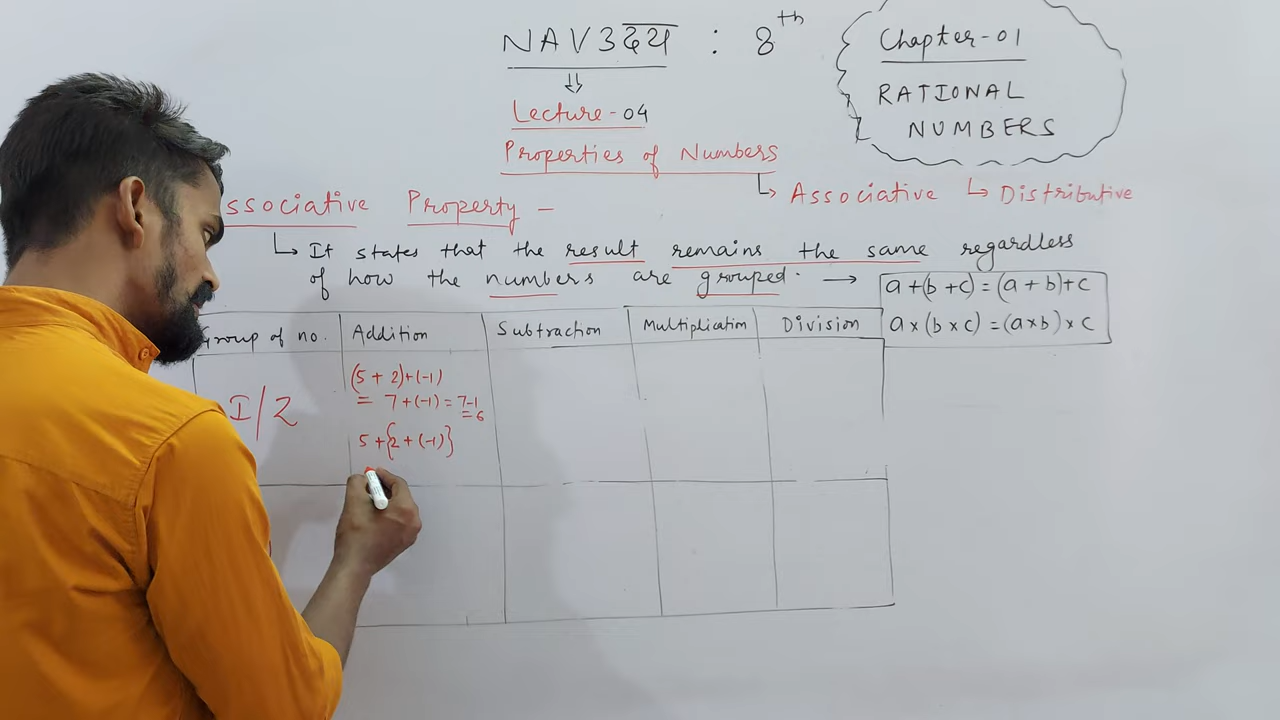 NAV3दय : 8th
⇓
Lecture-04
Properties of Numbers
↳ Associative ↳ Distributive
Chapter-01
RATIONAL
NUMBERS
ssociative Property -
↳ It states that the result remains the same regardless
of how the numbers are grouped. → a+(b+c)=(a+b)+c
a×(b×c)=(a×b)×c
Group of no. Addition Subtraction Multiplication Division
I/Z
(5+2)+(-1)
= 7+(-1) = 7-1
=6
5+{2+(-1)}